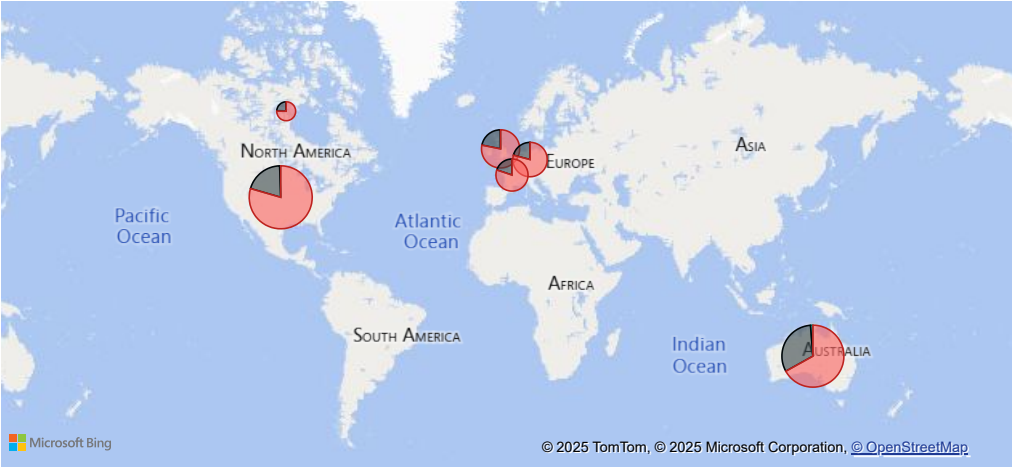 NORTH AMERICA
EUROPE
ASIA
Pacific
Ocean
Atlantic
Ocean
AFRICA
SOUTH AMERICA
Indian
Ocean
AUSTRALIA
Microsoft Bing
© 2025 TomTom, © 2025 Microsoft Corporation, © OpenStreetMap